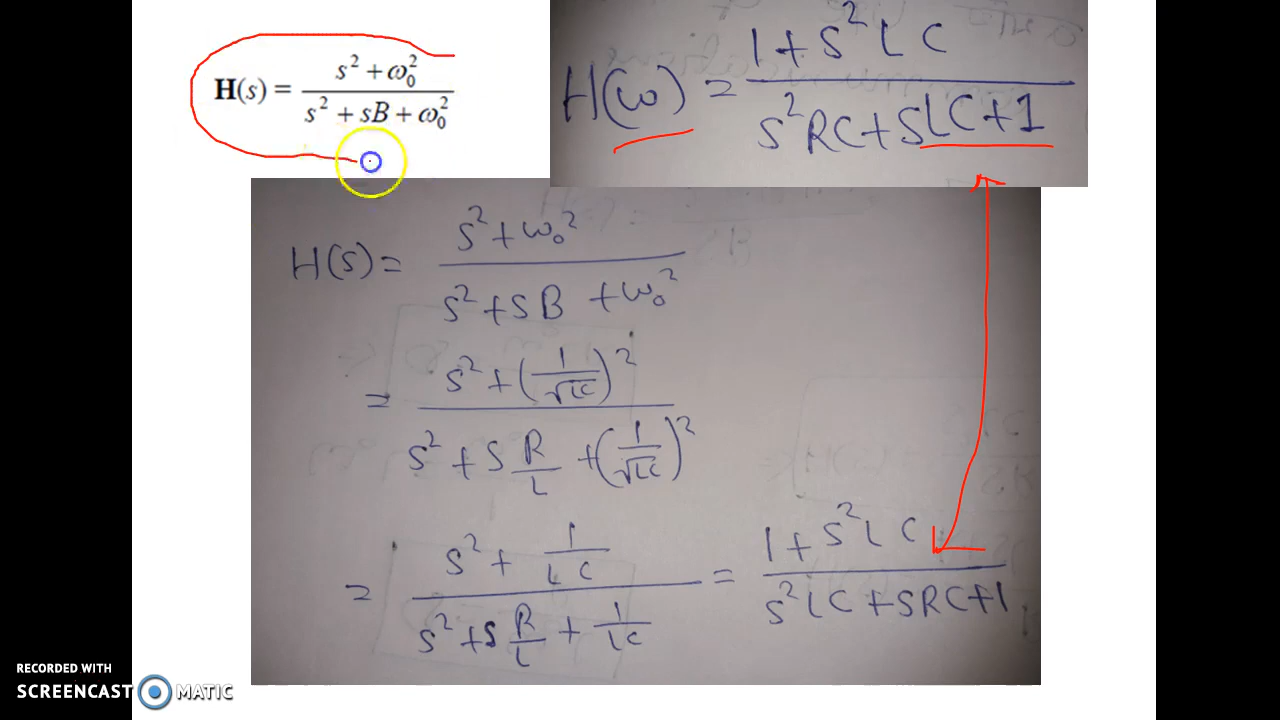 H(s) = (s² + ω₀²) / (s² + sB + ω₀²)
H(ω) = (1 + S²LC) / (S²RC + SLC + 1)
H(S) = (S² + ω₀²) / (S² + SB + ω₀²)
= (S² + (1/√LC)²) / (S² + S R/L + (1/√LC)²)
= (S² + 1/LC) / (S² + S R/L + 1/LC) = (1 + S²LC) / (S²LC + SRC + 1)
RECORDED WITH
SCREENCAST MATIC